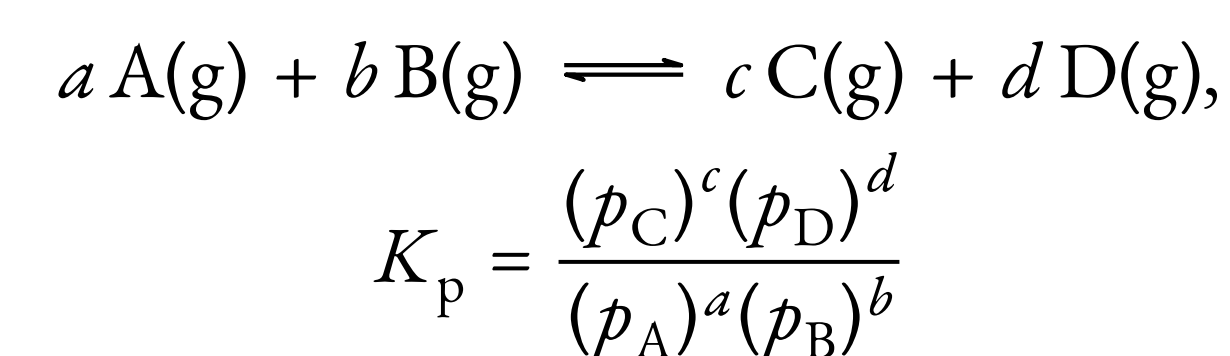 a A(g) + b B(g) ⇌ c C(g) + d D(g),
K_p = (p_C)^c(p_D)^d / (p_A)^a(p_B)^b